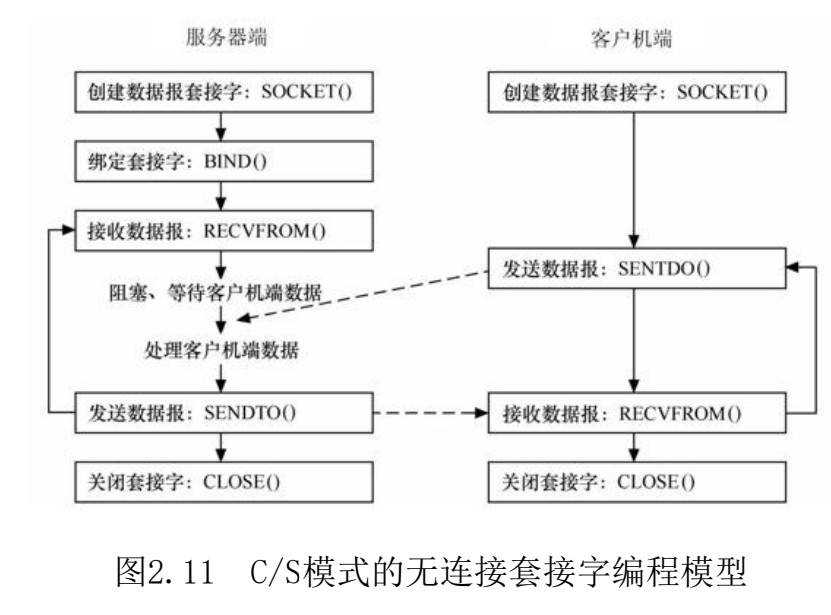 服务器端
客户机端
创建数据报套接字：SOCKET()
创建数据报套接字：SOCKET()
绑定套接字：BIND()
接收数据报：RECVFROM()
发送数据报：SENTDO()
阻塞、等待客户机端数据
处理客户机端数据
发送数据报：SENDTO()
接收数据报：RECVFROM()
关闭套接字：CLOSE()
关闭套接字：CLOSE()
图2.11 C/S模式的无连接套接字编程模型